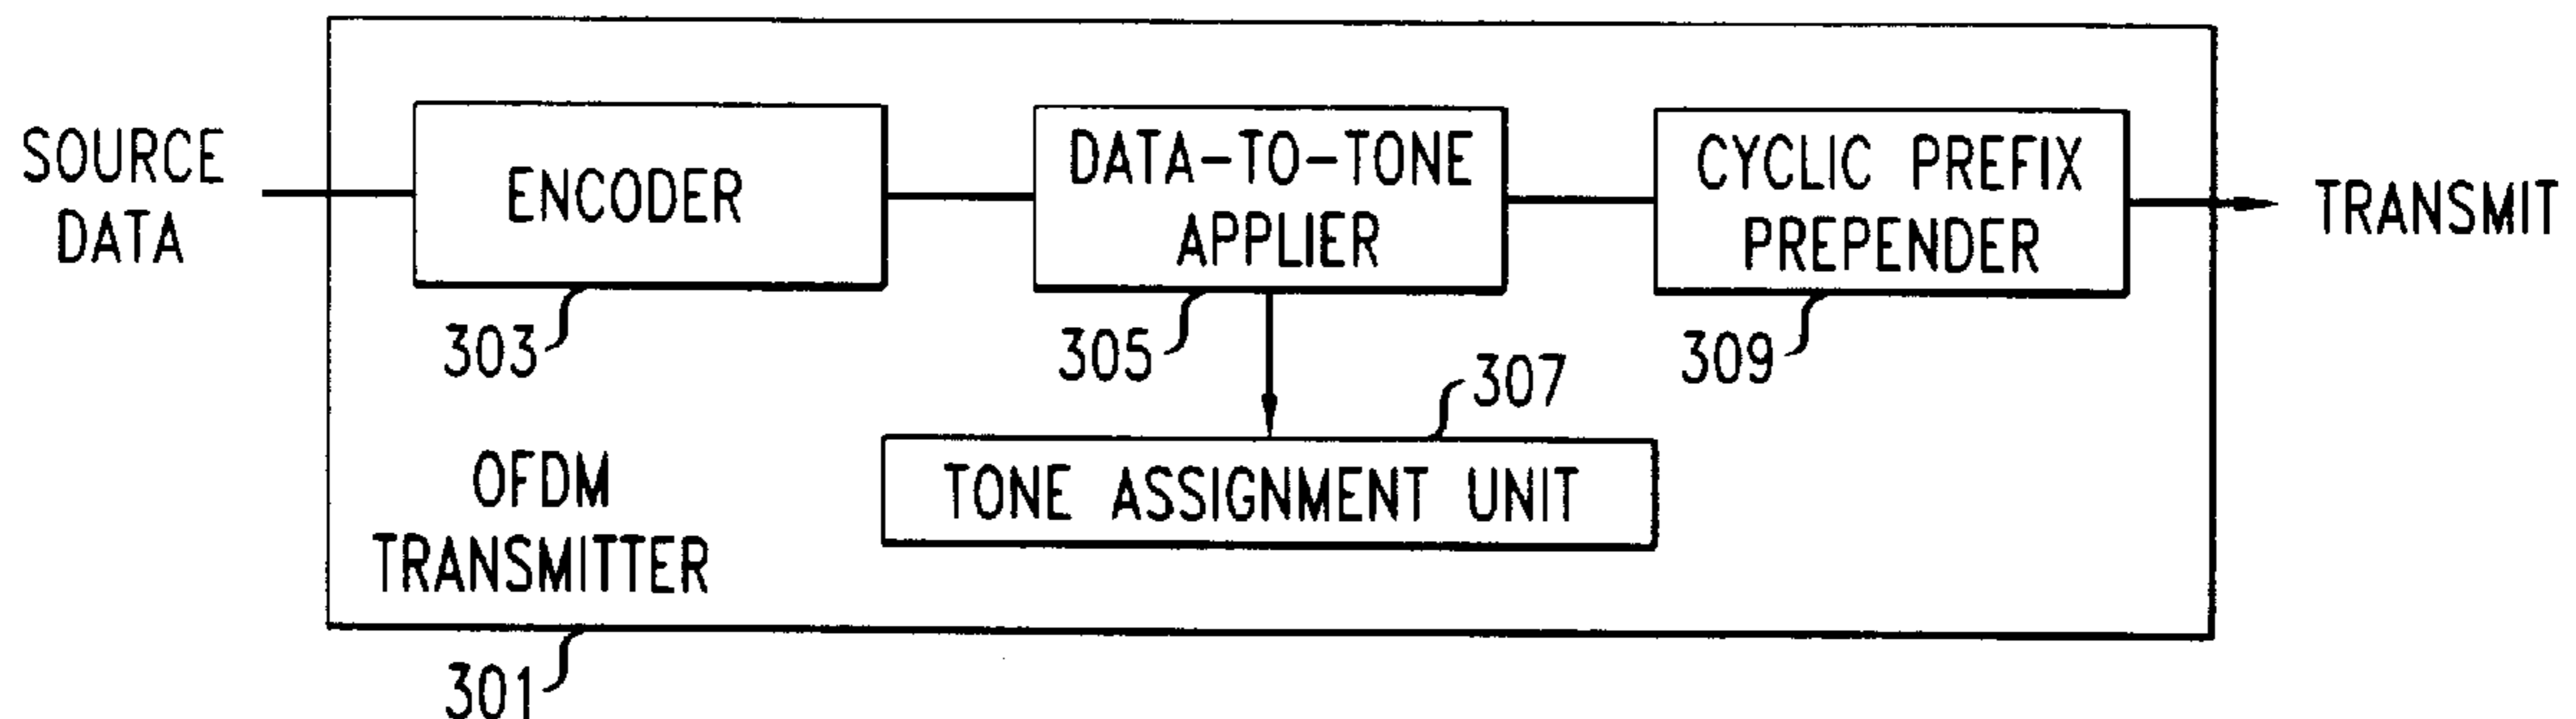 SOURCE
DATA
ENCODER
303
DATA-TO-TONE
APPLIER
305
CYCLIC PREFIX
PREPENDER
309
TRANSMIT
307
TONE ASSIGNMENT UNIT
OFDM
TRANSMITTER
301